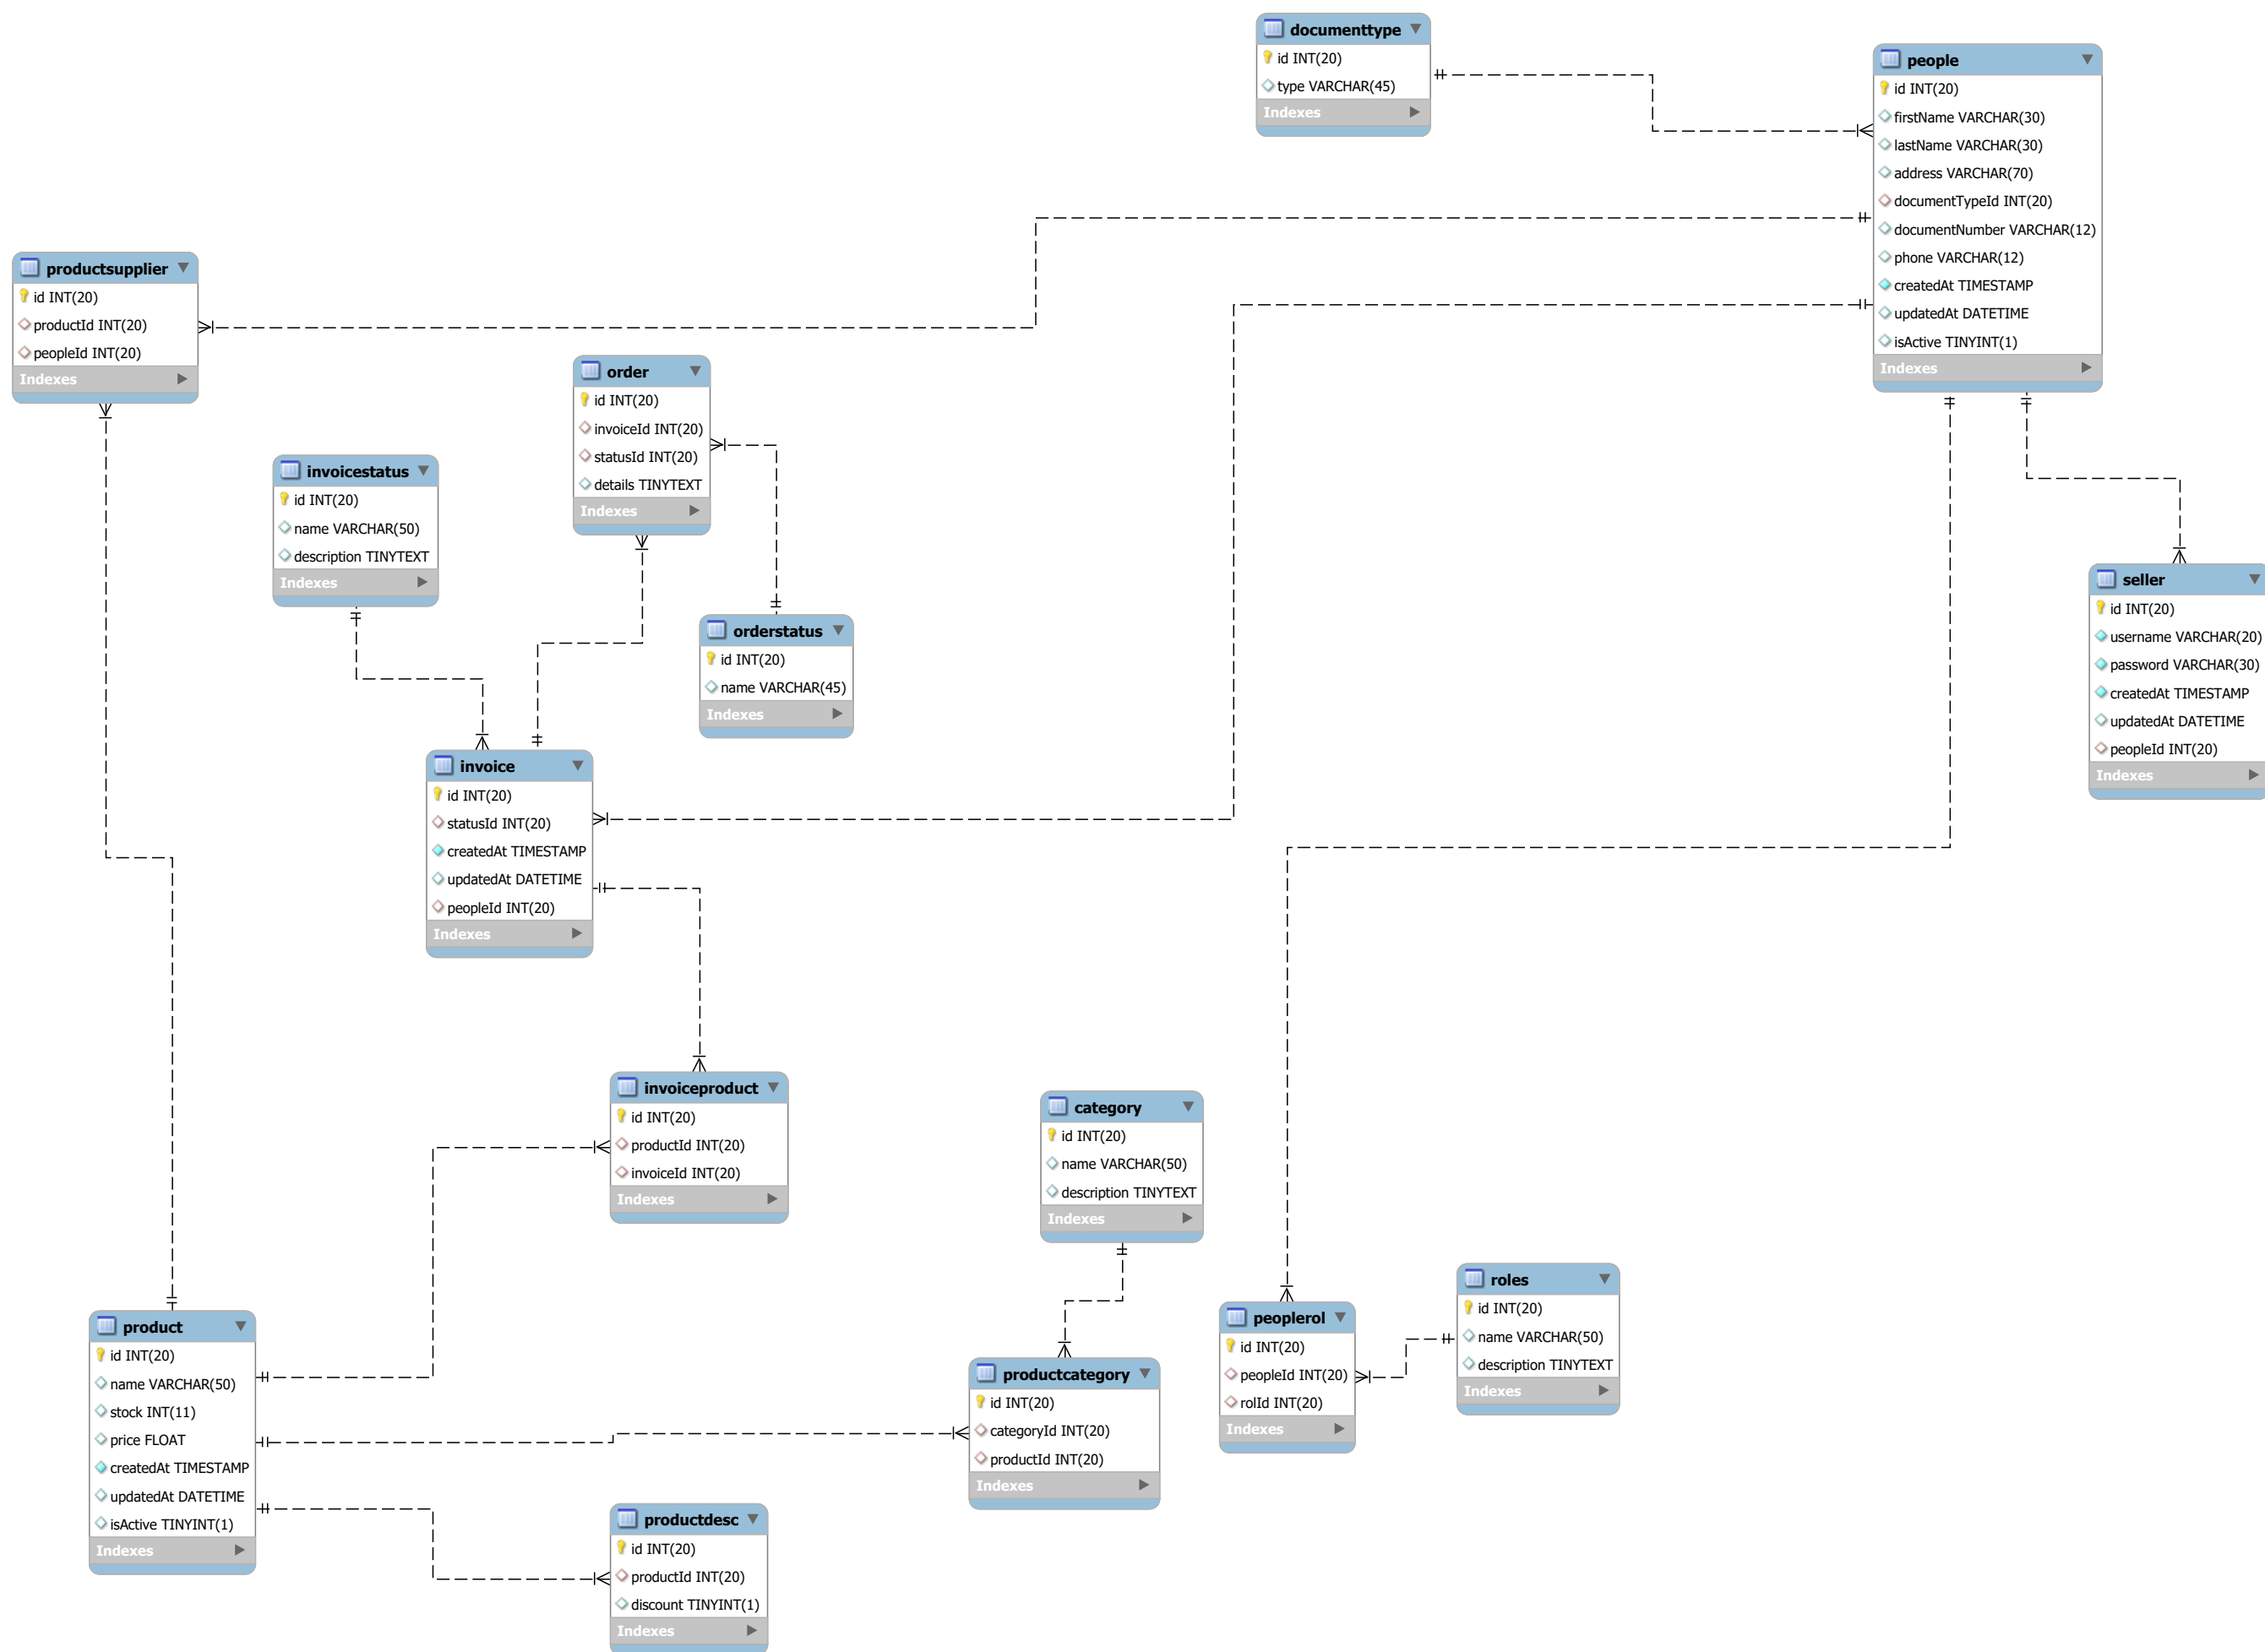 documenttype
id INT(20)
type VARCHAR(45)
Indexes
people
id INT(20)
firstName VARCHAR(30)
lastName VARCHAR(30)
address VARCHAR(70)
documentTypeId INT(20)
documentNumber VARCHAR(12)
phone VARCHAR(12)
createdAt TIMESTAMP
updatedAt DATETIME
isActive TINYINT(1)
Indexes
productsupplier
id INT(20)
productId INT(20)
peopleId INT(20)
Indexes
order
id INT(20)
invoiceId INT(20)
statusId INT(20)
details TINYTEXT
Indexes
invoicestatus
id INT(20)
name VARCHAR(50)
description TINYTEXT
Indexes
orderstatus
id INT(20)
name VARCHAR(45)
Indexes
seller
id INT(20)
username VARCHAR(20)
password VARCHAR(30)
createdAt TIMESTAMP
updatedAt DATETIME
peopleId INT(20)
Indexes
invoice
id INT(20)
statusId INT(20)
createdAt TIMESTAMP
updatedAt DATETIME
peopleId INT(20)
Indexes
invoiceproduct
id INT(20)
productId INT(20)
invoiceId INT(20)
Indexes
category
id INT(20)
name VARCHAR(50)
description TINYTEXT
Indexes
roles
id INT(20)
name VARCHAR(50)
description TINYTEXT
Indexes
peoplerol
id INT(20)
peopleId INT(20)
rolId INT(20)
Indexes
product
id INT(20)
name VARCHAR(50)
stock INT(11)
price FLOAT
createdAt TIMESTAMP
updatedAt DATETIME
isActive TINYINT(1)
Indexes
productcategory
id INT(20)
categoryId INT(20)
productId INT(20)
Indexes
productdesc
id INT(20)
productId INT(20)
discount TINYINT(1)
Indexes